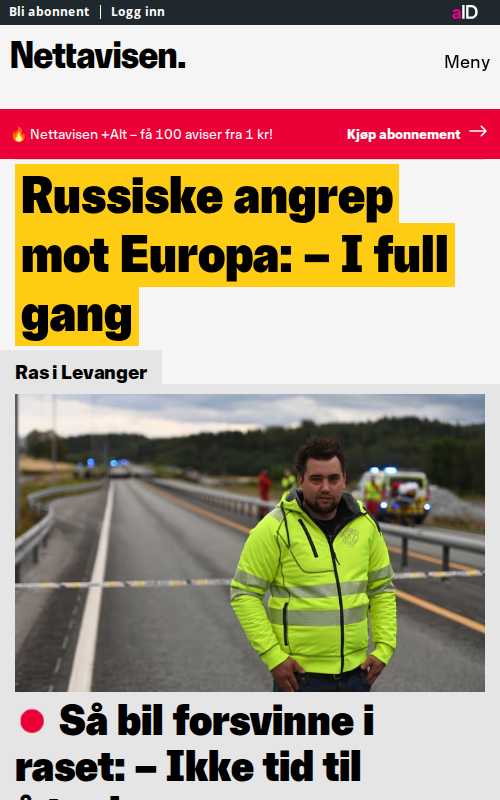 Bli abonnent | Logg inn
aID
Nettavisen.
Meny
🔥 Nettavisen +Alt – få 100 aviser fra 1 kr!
Kjøp abonnement →
Russiske angrep
mot Europa: – I full
gang
Ras i Levanger
Så bil forsvinne i
raset: – Ikke tid til